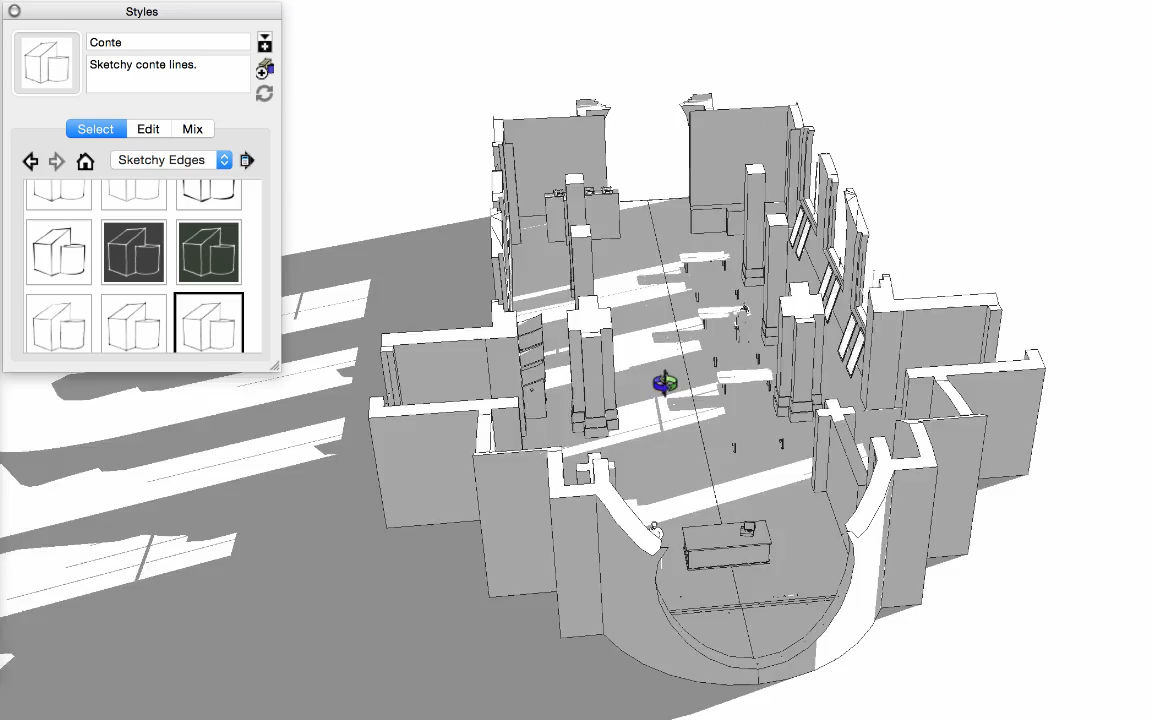 Styles
Conte
Sketchy conte lines.
Select Edit Mix
Sketchy Edges